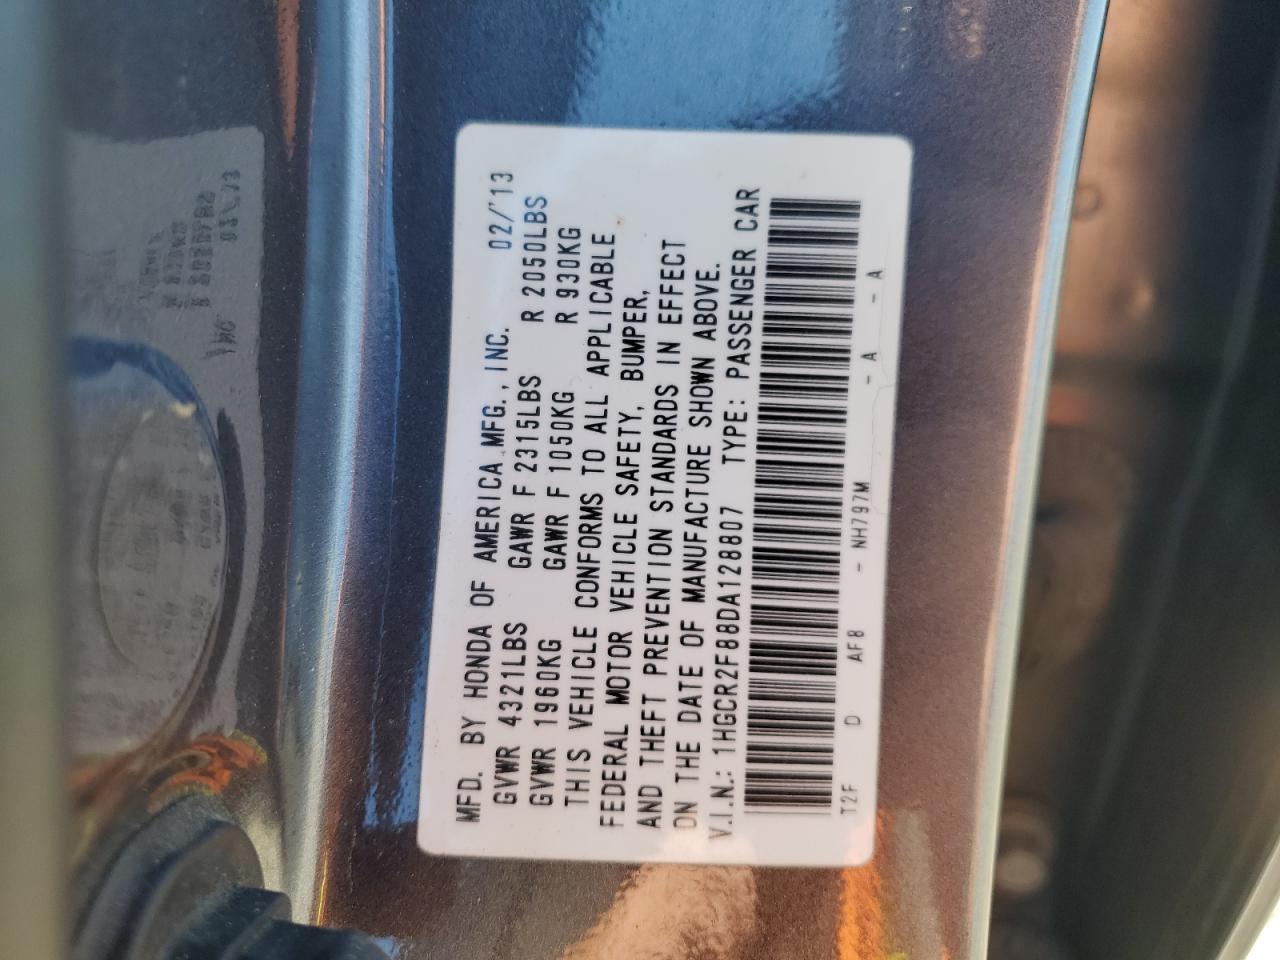 MFD. BY HONDA OF AMERICA MFG., INC. 02/'13
GVWR 4321LBS GAWR F 2315LBS R 2050LBS
GVWR 1960KG GAWR F 1050KG R 930KG
THIS VEHICLE CONFORMS TO ALL APPLICABLE
FEDERAL MOTOR VEHICLE SAFETY, BUMPER,
AND THEFT PREVENTION STANDARDS IN EFFECT
ON THE DATE OF MANUFACTURE SHOWN ABOVE.
V.I.N.: 1HGCR2F88DA128807 TYPE: PASSENGER CAR
T2F D AF8 - NH797M -A -A